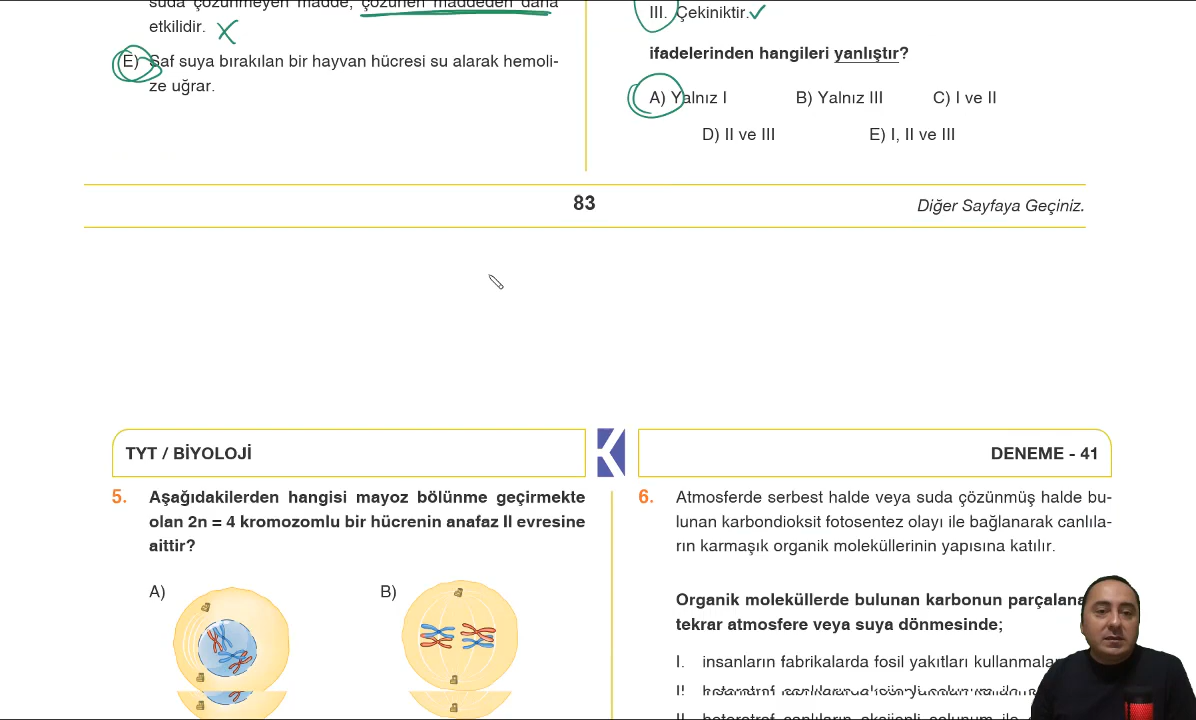 suda çözünmeyen madde, çözünen maddeden daha
etkilidir.
E) Saf suya bırakılan bir hayvan hücresi su alarak hemoli-
ze uğrar.
III. Çekiniktir.
ifadelerinden hangileri yanlıştır?
A) Yalnız I B) Yalnız III C) I ve II
D) II ve III E) I, II ve III
83
Diğer Sayfaya Geçiniz.
TYT / BİYOLOJİ
DENEME - 41
5. Aşağıdakilerden hangisi mayoz bölünme geçirmekte
olan 2n = 4 kromozomlu bir hücrenin anafaz II evresine
aittir?
A)
B)
6. Atmosferde serbest halde veya suda çözünmüş halde bu-
lunan karbondioksit fotosentez olayı ile bağlanarak canlıla-
rın karmaşık organik moleküllerinin yapısına katılır.
Organik moleküllerde bulunan karbonun
tekrar atmosfere veya suya dönmesinde;
I. insanların fabrikalarda fosil yakıtları